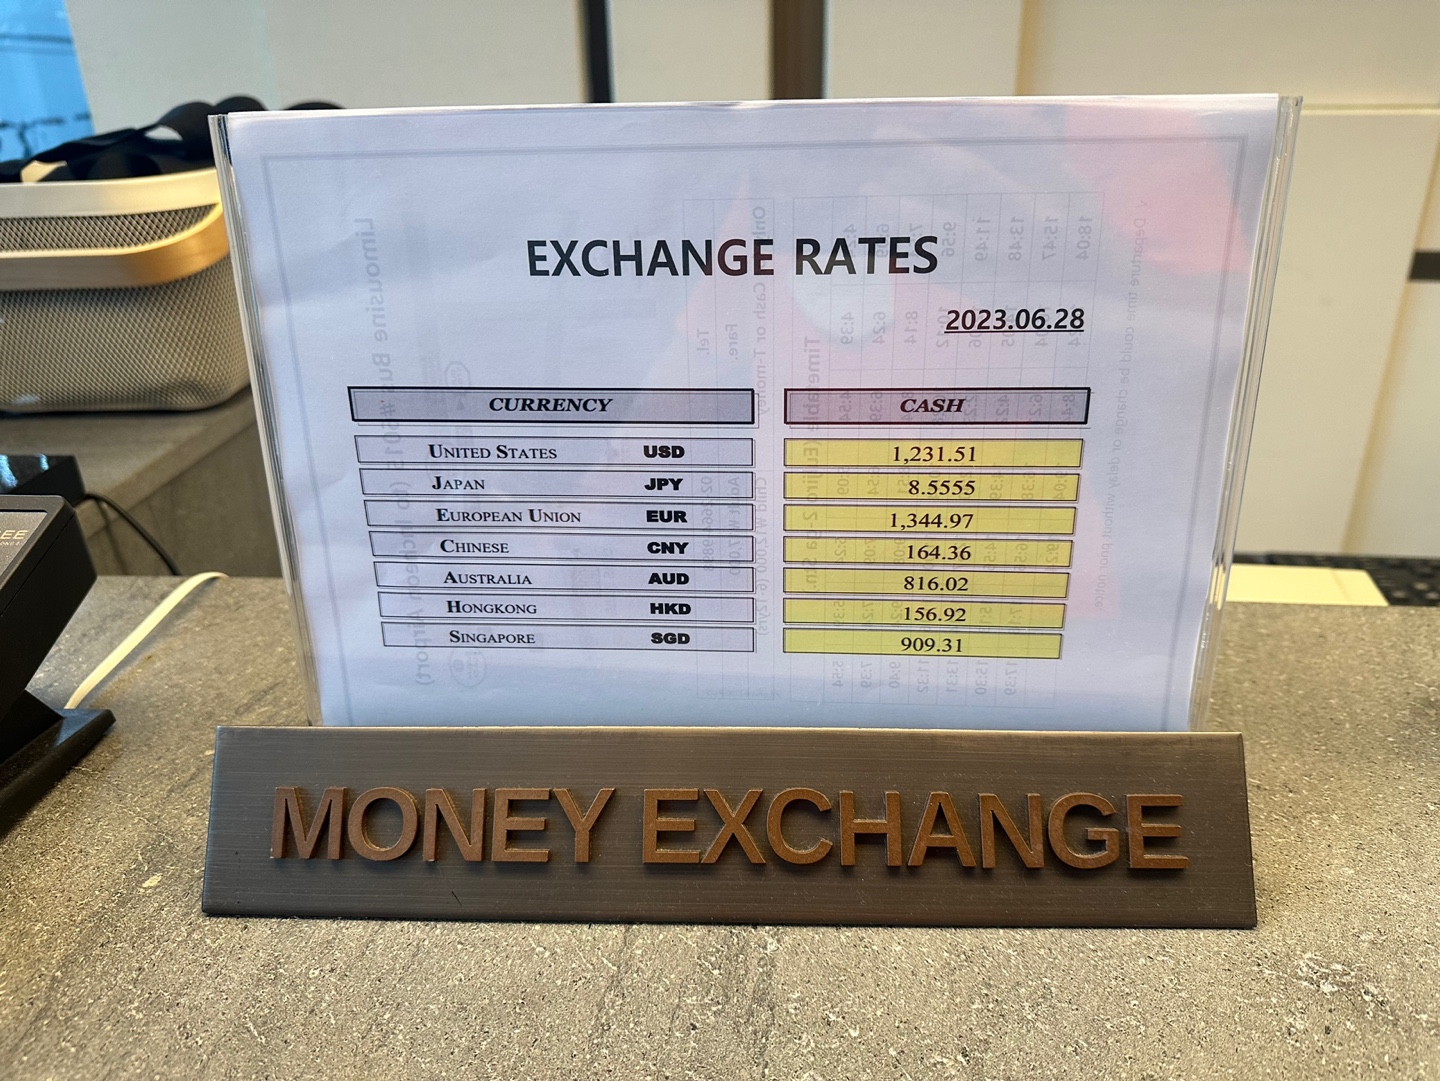 EXCHANGE RATES
2023.06.28
CURRENCY CASH
UNITED STATES USD 1,231.51
JAPAN JPY 8.5555
EUROPEAN UNION EUR 1,344.97
CHINESE CNY 164.36
AUSTRALIA AUD 816.02
HONGKONG HKD 156.92
SINGAPORE SGD 909.31
MONEY EXCHANGE